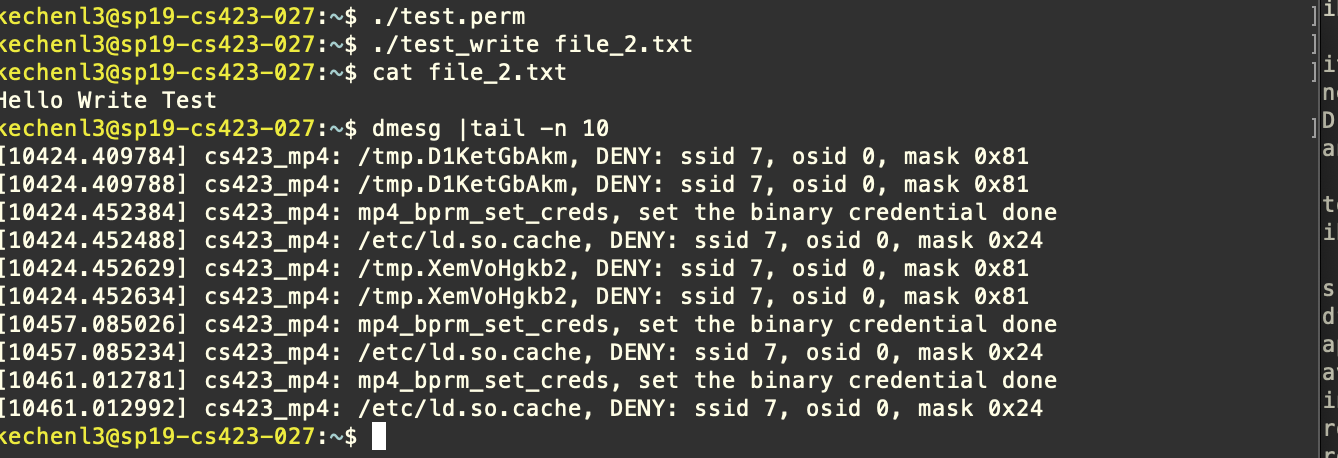 kechenl3@sp19-cs423-027:~$ ./test.perm
kechenl3@sp19-cs423-027:~$ ./test_write file_2.txt
kechenl3@sp19-cs423-027:~$ cat file_2.txt
Hello Write Test
kechenl3@sp19-cs423-027:~$ dmesg |tail -n 10
[10424.409784] cs423_mp4: /tmp.D1KetGbAkm, DENY: ssid 7, osid 0, mask 0x81
[10424.409788] cs423_mp4: /tmp.D1KetGbAkm, DENY: ssid 7, osid 0, mask 0x81
[10424.452384] cs423_mp4: mp4_bprm_set_creds, set the binary credential done
[10424.452488] cs423_mp4: /etc/ld.so.cache, DENY: ssid 7, osid 0, mask 0x24
[10424.452629] cs423_mp4: /tmp.XemVoHgkb2, DENY: ssid 7, osid 0, mask 0x81
[10424.452634] cs423_mp4: /tmp.XemVoHgkb2, DENY: ssid 7, osid 0, mask 0x81
[10457.085026] cs423_mp4: mp4_bprm_set_creds, set the binary credential done
[10457.085234] cs423_mp4: /etc/ld.so.cache, DENY: ssid 7, osid 0, mask 0x24
[10461.012781] cs423_mp4: mp4_bprm_set_creds, set the binary credential done
[10461.012992] cs423_mp4: /etc/ld.so.cache, DENY: ssid 7, osid 0, mask 0x24
kechenl3@sp19-cs423-027:~$